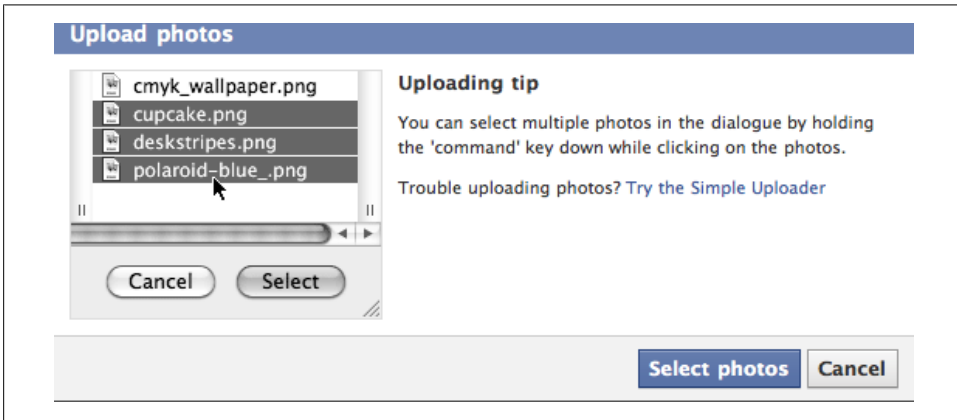 Upload photos
cmyk_wallpaper.png
cupcake.png
deskstripes.png
polaroid-blue_.png
Cancel
Select
Uploading tip
You can select multiple photos in the dialogue by holding
the 'command' key down while clicking on the photos.
Trouble uploading photos? Try the Simple Uploader
Select photos
Cancel